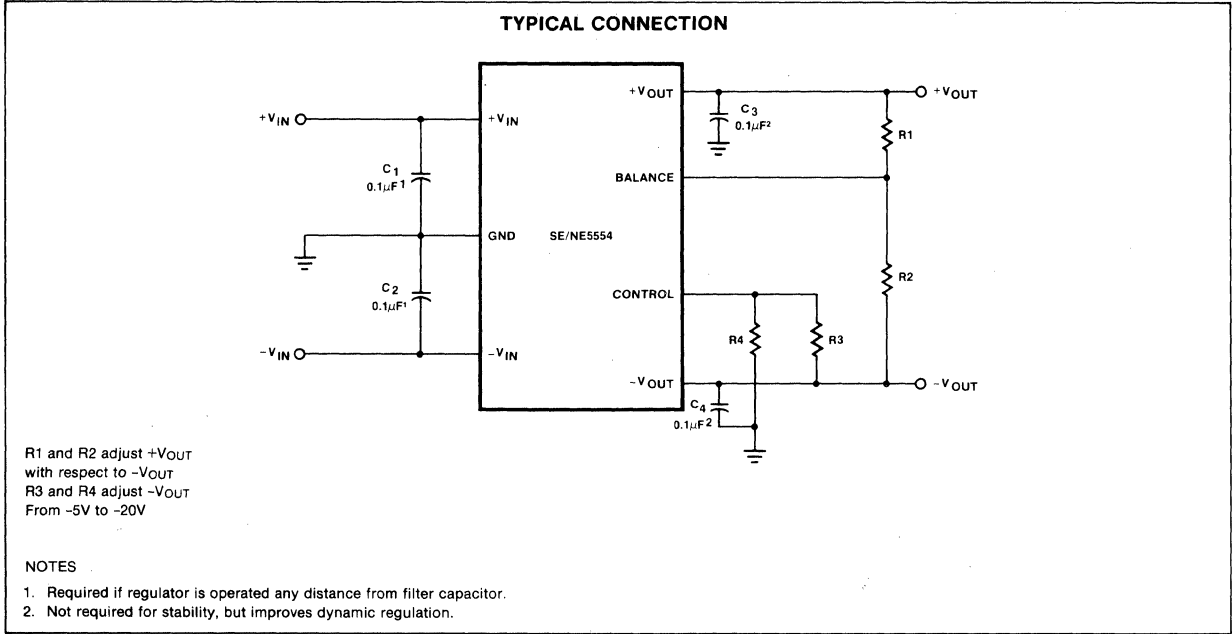 TYPICAL CONNECTION
+VOUT
+VOUT
C3
0.1µF2
R1
+VIN
+VIN
C1
0.1µF1
BALANCE
GND
SE/NE5554
R2
C2
0.1µF1
CONTROL
R4
R3
-VIN
-VIN
-VOUT
-VOUT
C4
0.1µF2
R1 and R2 adjust +VOUT
with respect to -VOUT
R3 and R4 adjust -VOUT
From -5V to -20V
NOTES
1. Required if regulator is operated any distance from filter capacitor.
2. Not required for stability, but improves dynamic regulation.